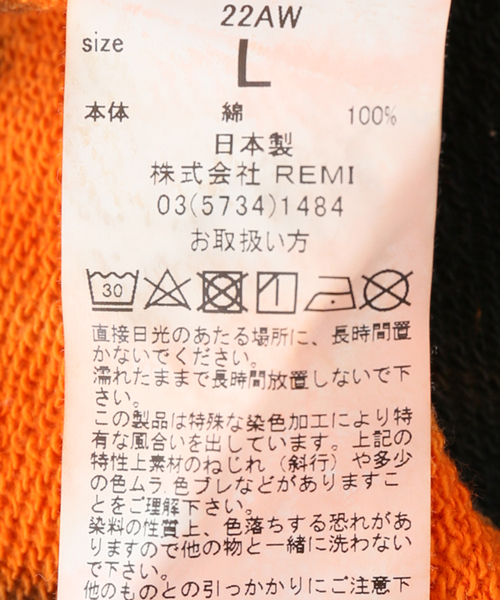 22AW
size
L
本体 綿 100%
日本製
株式会社 REMI
03(5734)1484
お取扱い方
30
直接日光のあたる場所に、長時間置
かないでください。
濡れたままで長時間放置しないで下
さい。
この製品は特殊な染色加工により特
有な風合いを出しています。上記の
特性上素材のねじれ（斜行）や多少
の色ムラ,色ブレなどがありますこ
とをご理解下さい。
染料の性質上、色落ちする恐れがあ
りますので他の物と一緒に洗わない
で下さい。
他のものとの引っかかりにご注意下